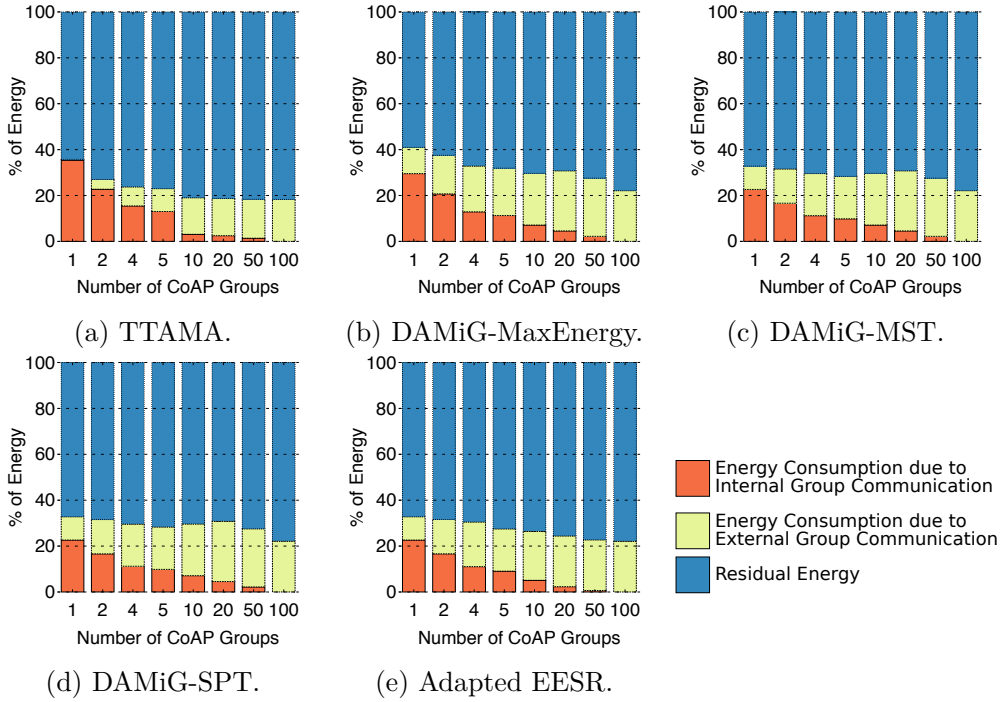 100
80
60
40
20
0
% of Energy
1 2 4 5 10 20 50 100
Number of CoAP Groups
(a) TTAMA.
100
80
60
40
20
0
% of Energy
1 2 4 5 10 20 50 100
Number of CoAP Groups
(b) DAMiG-MaxEnergy.
100
80
60
40
20
0
% of Energy
1 2 4 5 10 20 50 100
Number of CoAP Groups
(c) DAMiG-MST.
100
80
60
40
20
0
% of Energy
1 2 4 5 10 20 50 100
Number of CoAP Groups
(d) DAMiG-SPT.
100
80
60
40
20
0
% of Energy
1 2 4 5 10 20 50 100
Number of CoAP Groups
(e) Adapted EESR.
Energy Consumption due to
Internal Group Communication
Energy Consumption due to
External Group Communication
Residual Energy